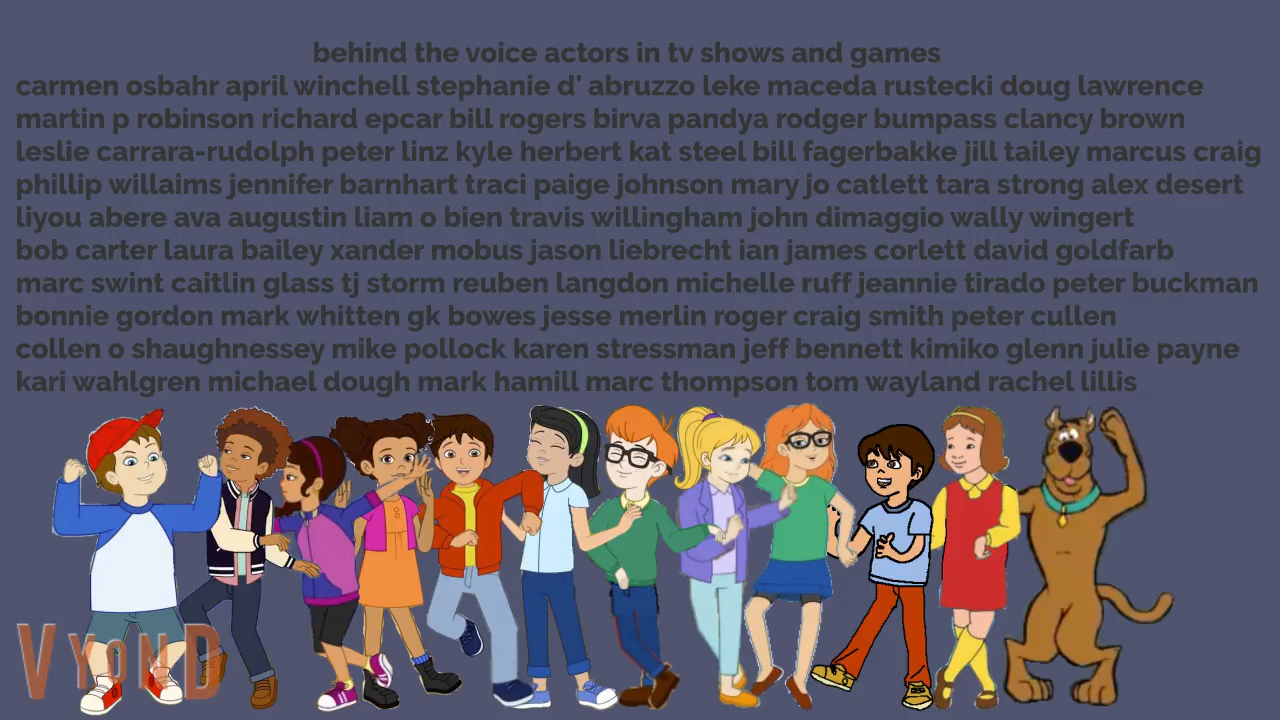 behind the voice actors in tv shows and games
carmen osbahr april winchell stephanie d' abruzzo leke maceda rustecki doug lawrence
martin p robinson richard epcar bill rogers birva pandya rodger bumpass clancy brown
leslie carrara-rudolph peter linz kyle herbert kat steel bill fagerbakke jill tailey marcus craig
phillip willaims jennifer barnhart traci paige johnson mary jo catlett tara strong alex desert
liyou abere ava augustin liam o bien travis willingham john dimaggio wally wingert
bob carter laura bailey xander mobus jason liebrecht ian james corlett david goldfarb
marc swint caitlin glass tj storm reuben langdon michelle ruff jeannie tirado peter buckman
bonnie gordon mark whitten gk bowes jesse merlin roger craig smith peter cullen
collen o shaughnessey mike pollock karen stressman jeff bennett kimiko glenn julie payne
kari wahlgren michael dough mark hamill marc thompson tom wayland rachel lillis
VYOND